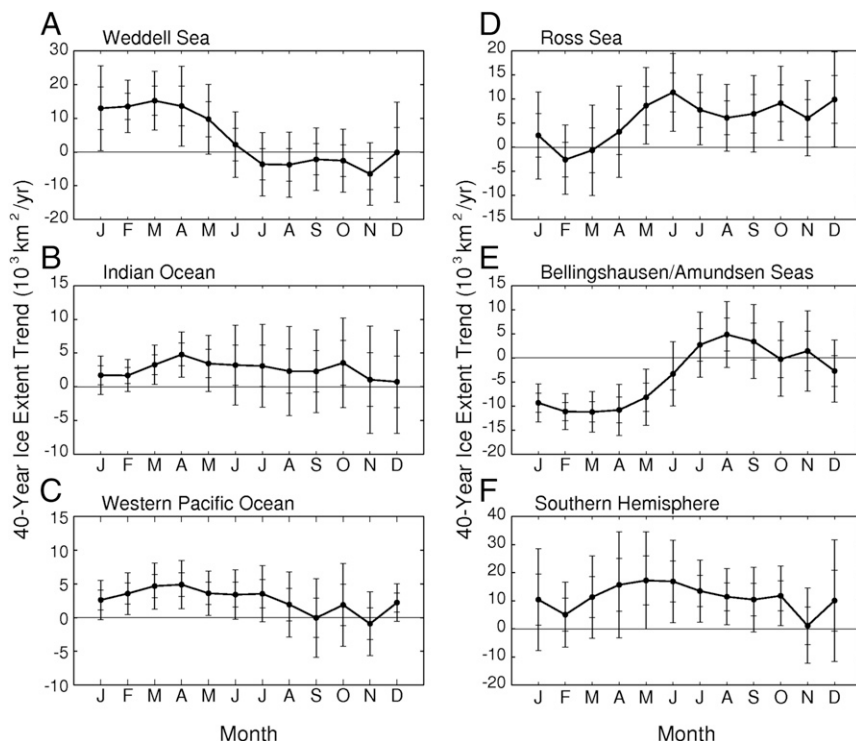 A Weddell Sea
30
20
10
0
-10
-20
J F M A M J J A S O N D
B Indian Ocean
15
10
5
0
-5
-10
J F M A M J J A S O N D
C Western Pacific Ocean
15
10
5
0
-5
-10
J F M A M J J A S O N D
Month
40-Year Ice Extent Trend (10³ km²/yr)
D Ross Sea
20
15
10
5
0
-5
-10
-15
J F M A M J J A S O N D
E Bellingshausen/Amundsen Seas
15
10
5
0
-5
-10
-15
-20
J F M A M J J A S O N D
F Southern Hemisphere
40
30
20
10
0
-10
-20
J F M A M J J A S O N D
Month
40-Year Ice Extent Trend (10³ km²/yr)